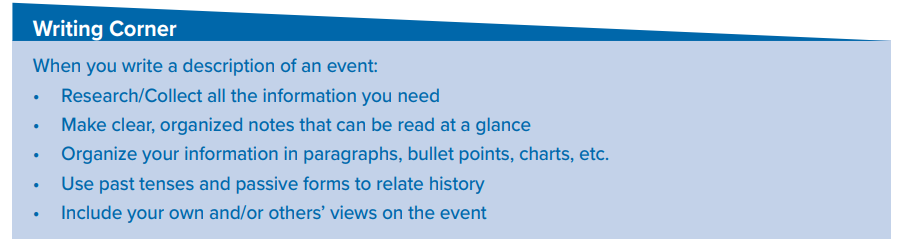 Writing Corner
When you write a description of an event:
• Research/Collect all the information you need
• Make clear, organized notes that can be read at a glance
• Organize your information in paragraphs, bullet points, charts, etc.
• Use past tenses and passive forms to relate history
• Include your own and/or others’ views on the event